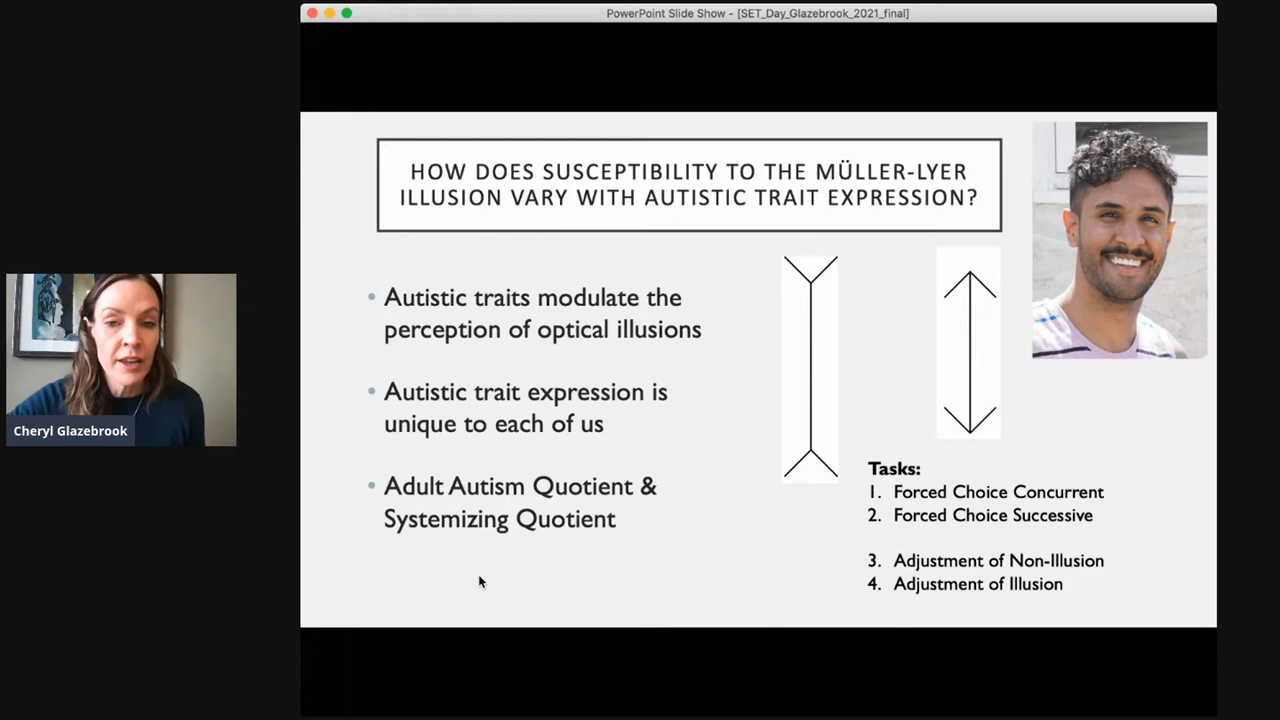 PowerPoint Slide Show - [SET_Day_Glazebrook_2021_final]
HOW DOES SUSCEPTIBILITY TO THE MÜLLER-LYER
ILLUSION VARY WITH AUTISTIC TRAIT EXPRESSION?
• Autistic traits modulate the
perception of optical illusions
• Autistic trait expression is
unique to each of us
• Adult Autism Quotient &
Systemizing Quotient
Tasks:
1. Forced Choice Concurrent
2. Forced Choice Successive
3. Adjustment of Non-Illusion
4. Adjustment of Illusion
Cheryl Glazebrook